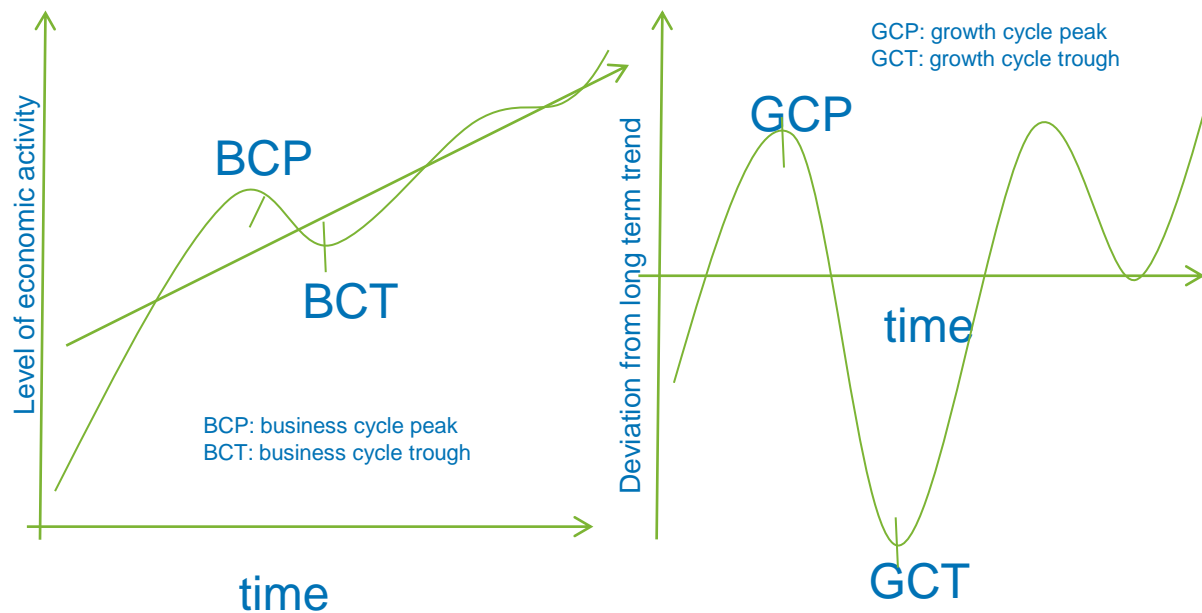 Level of economic activity
BCP
BCT
BCP: business cycle peak
BCT: business cycle trough
time
GCP: growth cycle peak
GCT: growth cycle trough
Deviation from long term trend
GCP
time
GCT